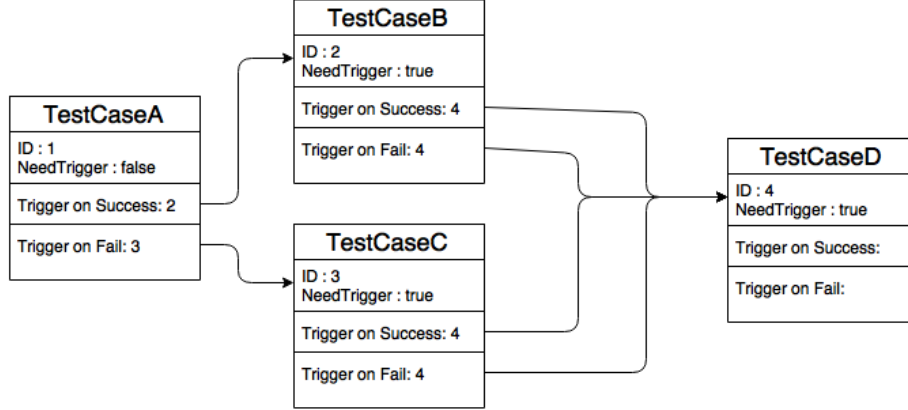 TestCaseA
ID : 1
NeedTrigger : false
Trigger on Success: 2
Trigger on Fail: 3
TestCaseB
ID : 2
NeedTrigger : true
Trigger on Success: 4
Trigger on Fail: 4
TestCaseC
ID : 3
NeedTrigger : true
Trigger on Success: 4
Trigger on Fail: 4
TestCaseD
ID : 4
NeedTrigger : true
Trigger on Success:
Trigger on Fail: